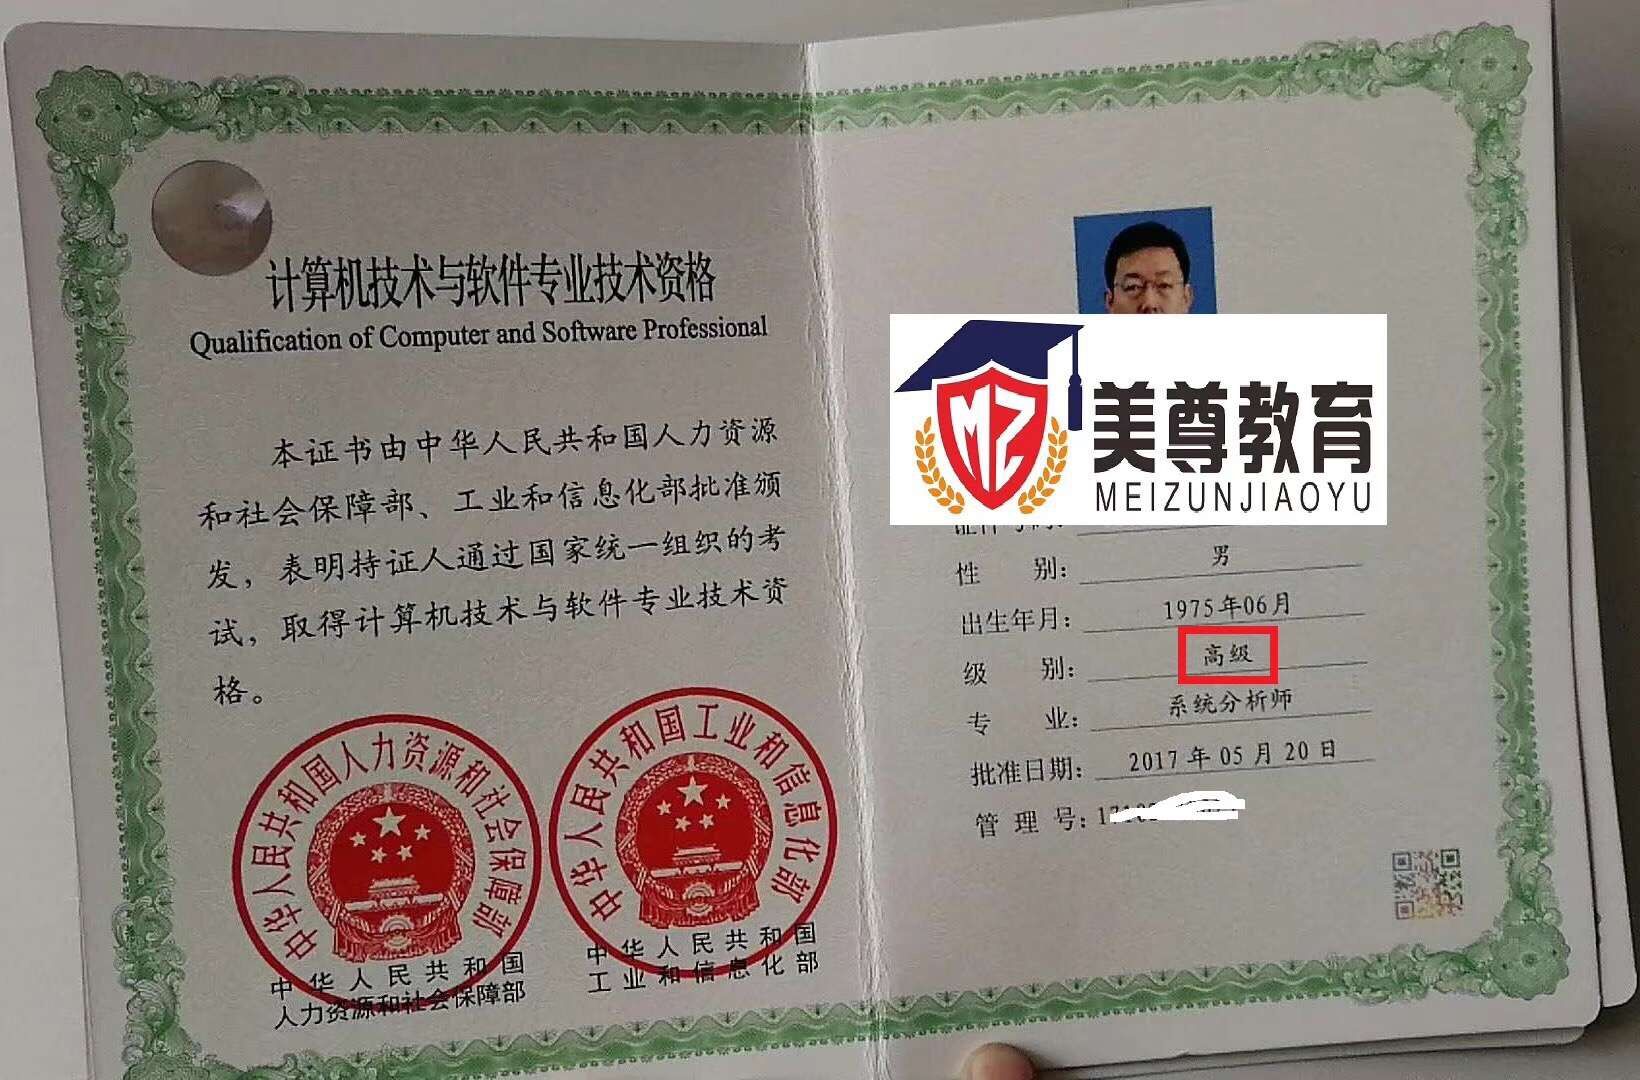 计算机技术与软件专业技术资格
Qualification of Computer and Software Professional
本证书由中华人民共和国人力资源
和社会保障部、工业和信息化部批准颁
发，表明持证人通过国家统一组织的考
试，取得计算机技术与软件专业技术资
格。
中华人民共和国人力资源和社会保障部
中华人民共和国
人力资源和社会保障部
中华人民共和国工业和信息化部
中华人民共和国
工业和信息化部
MZ
美尊教育
MEIZUNJIAOYU
性 别：男
出生年月：1975年06月
级 别：高级
专 业：系统分析师
批准日期：2017年05月20日
管 理 号：